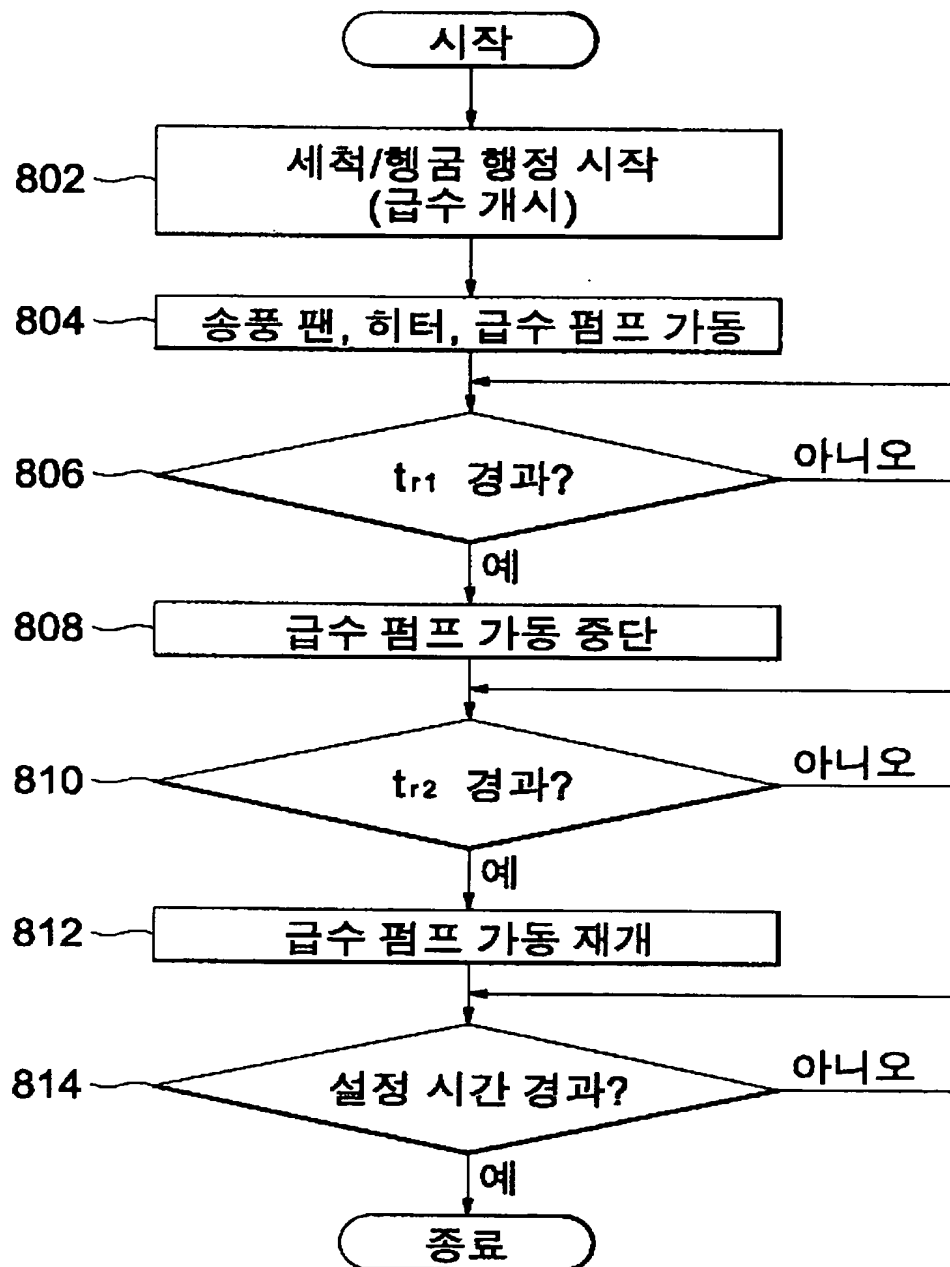 시작
802
세척/헹굼 행정 시작
(급수 개시)
804
송풍 팬, 히터, 급수 펌프 가동
806
tr1 경과?
아니오
예
808
급수 펌프 가동 중단
810
tr2 경과?
아니오
예
812
급수 펌프 가동 재개
814
설정 시간 경과?
아니오
예
종료